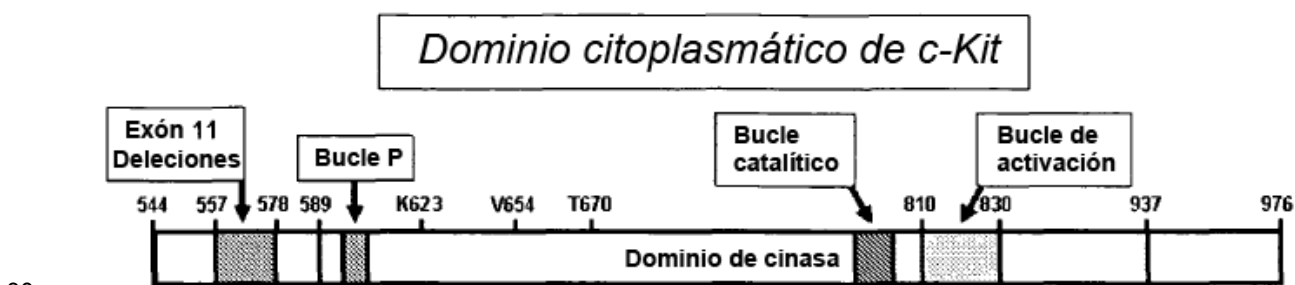 Dominio citoplasmático de c-Kit
Exón 11
Deleciones
Bucle P
Bucle
catalítico
Bucle de
activación
544 557 578 589 K623 V654 T670 810 830 937 976
Dominio de cinasa